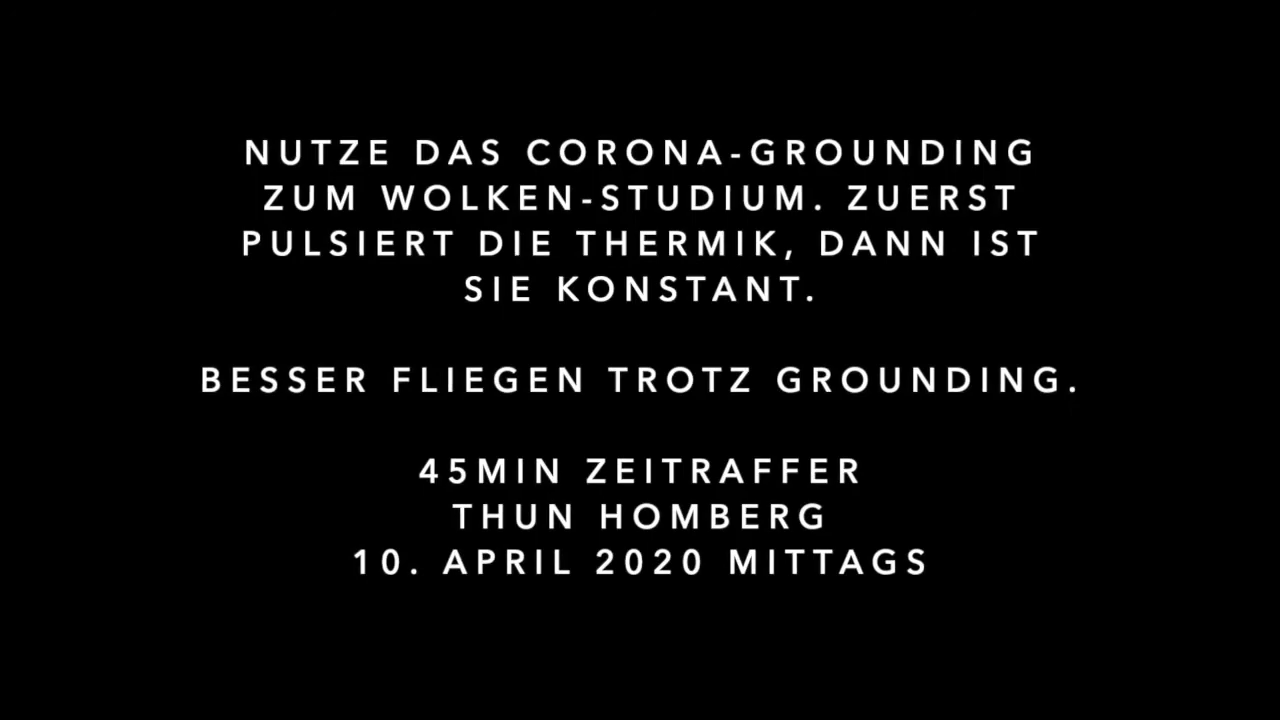 NUTZE DAS CORONA-GROUNDING
ZUM WOLKEN-STUDIUM. ZUERST
PULSIERT DIE THERMIK, DANN IST
SIE KONSTANT.
BESSER FLIEGEN TROTZ GROUNDING.
45MIN ZEITRAFFER
THUN HOMBERG
10. APRIL 2020 MITTAGS